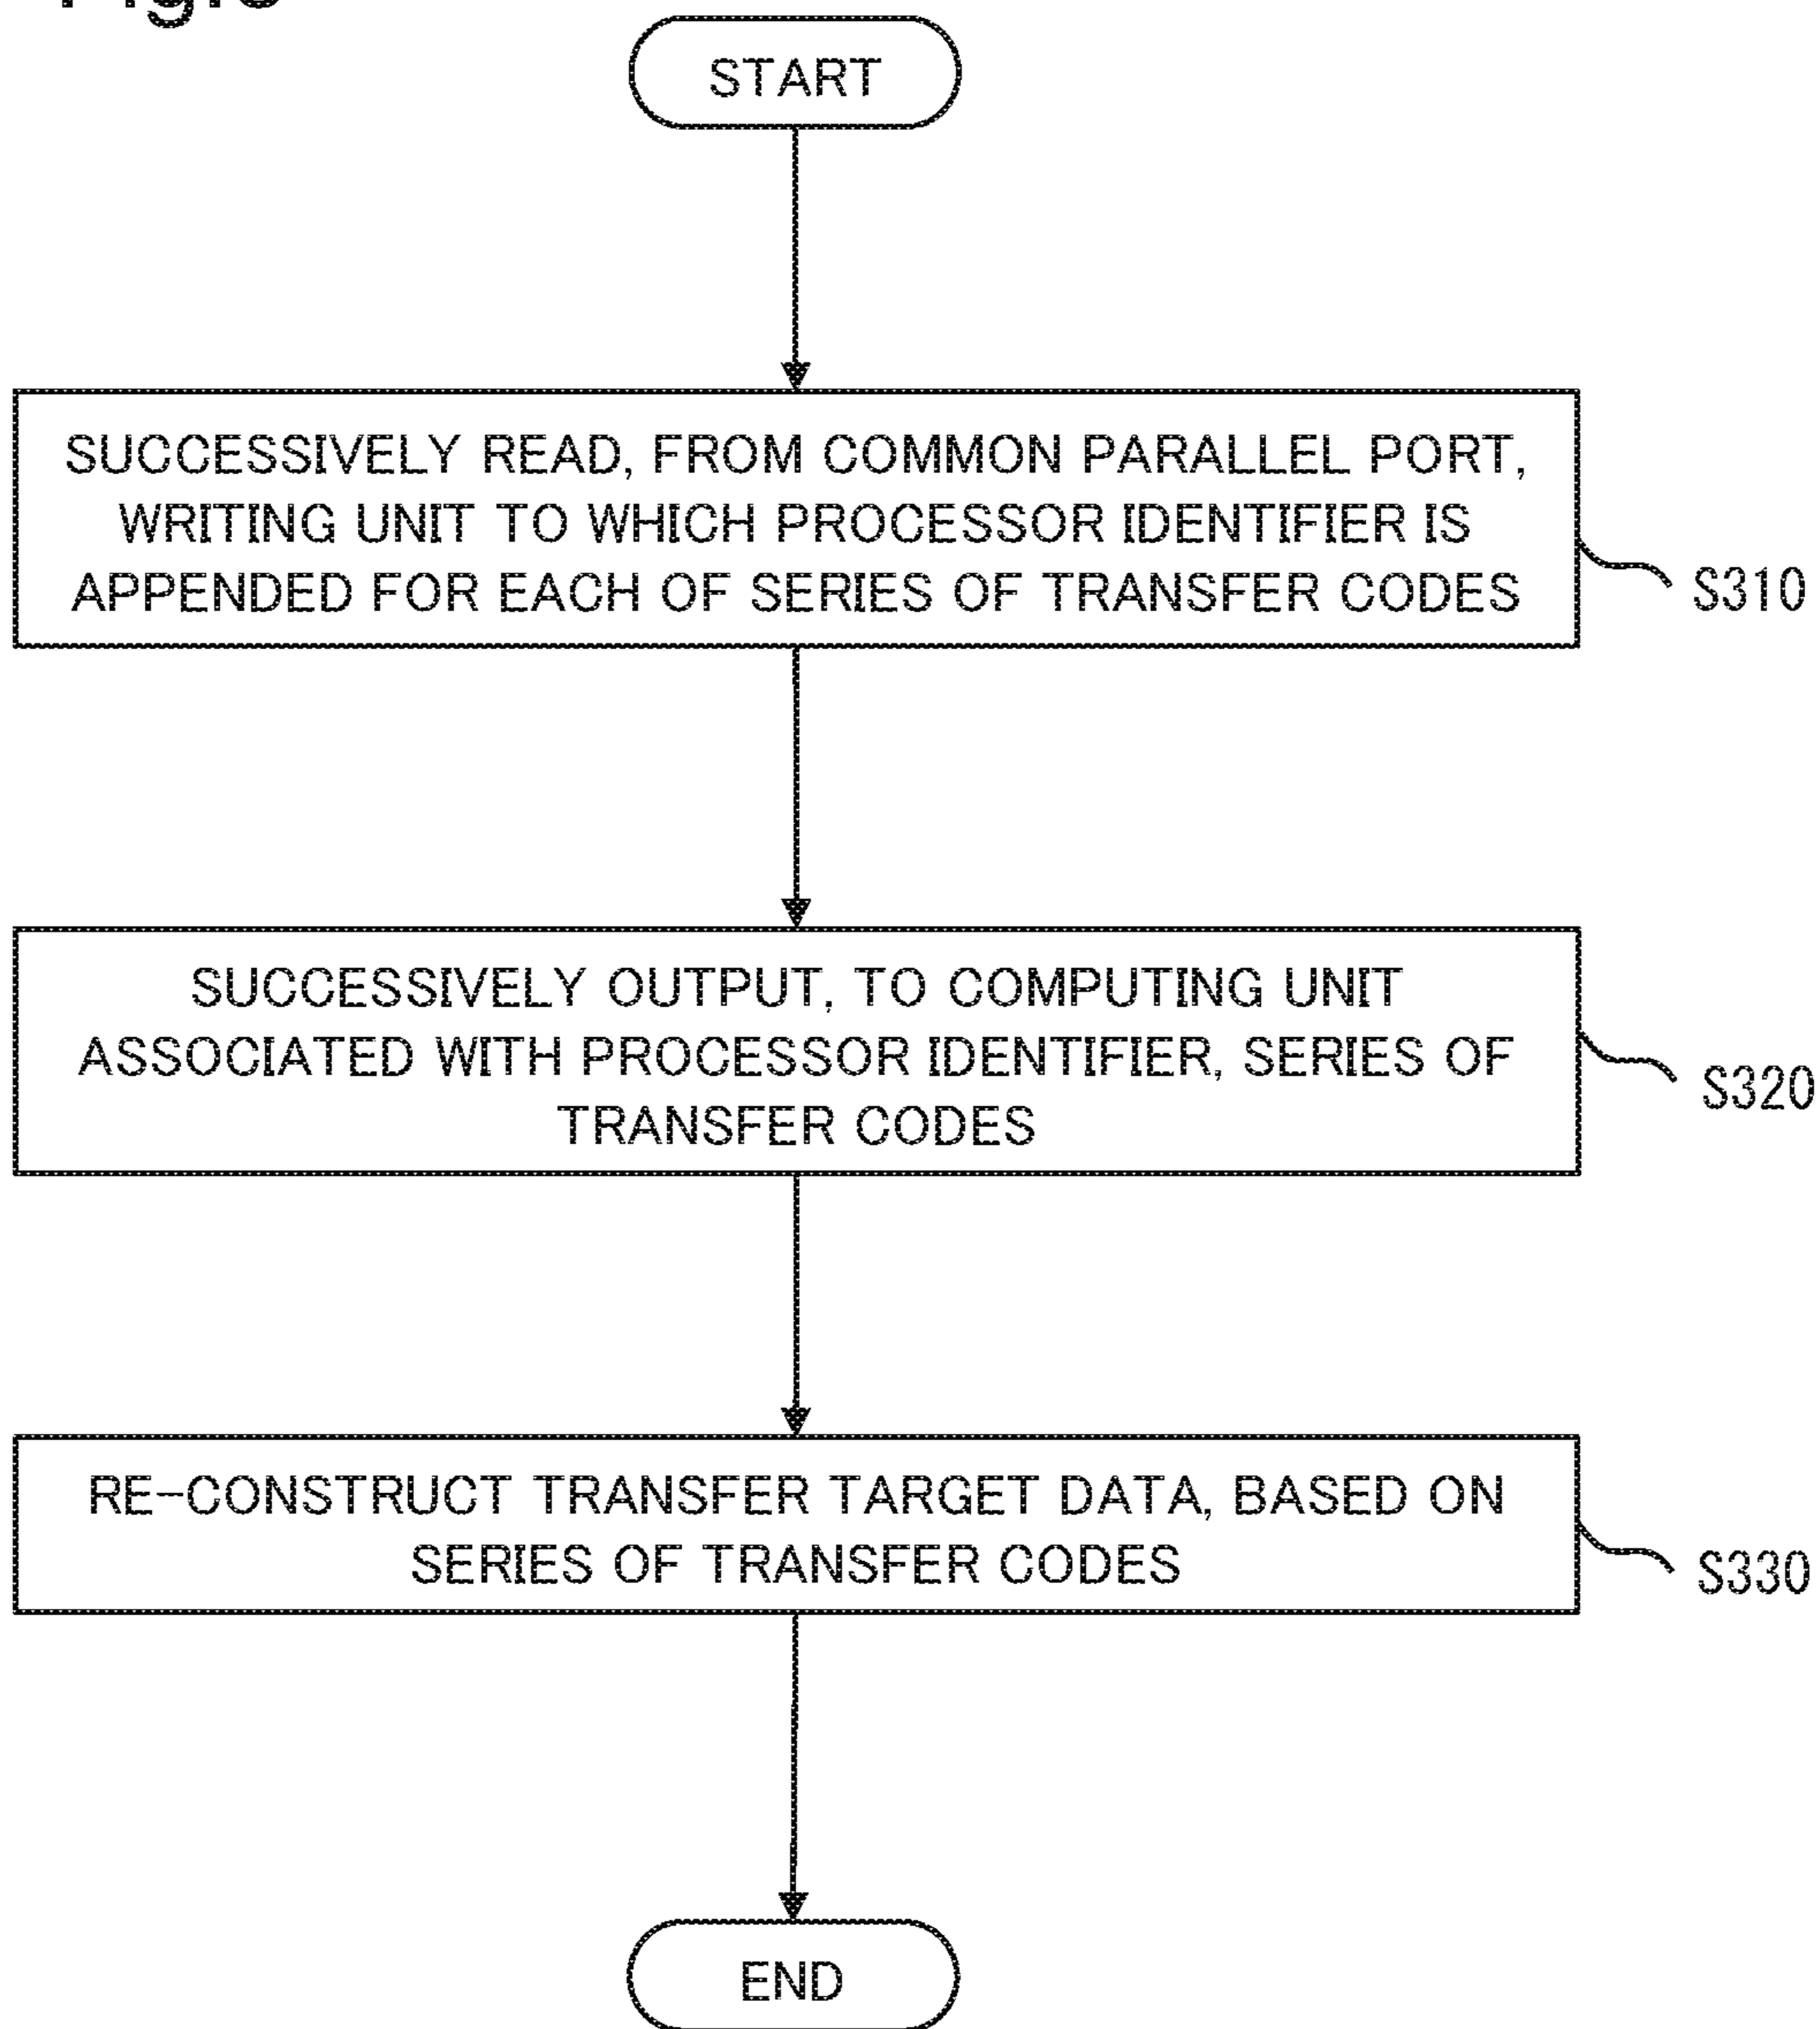 START
SUCCESSIVELY READ, FROM COMMON PARALLEL PORT,
WRITING UNIT TO WHICH PROCESSOR IDENTIFIER IS
APPENDED FOR EACH OF SERIES OF TRANSFER CODES
S310
SUCCESSIVELY OUTPUT, TO COMPUTING UNIT
ASSOCIATED WITH PROCESSOR IDENTIFIER, SERIES OF
TRANSFER CODES
S320
RE-CONSTRUCT TRANSFER TARGET DATA, BASED ON
SERIES OF TRANSFER CODES
S330
END